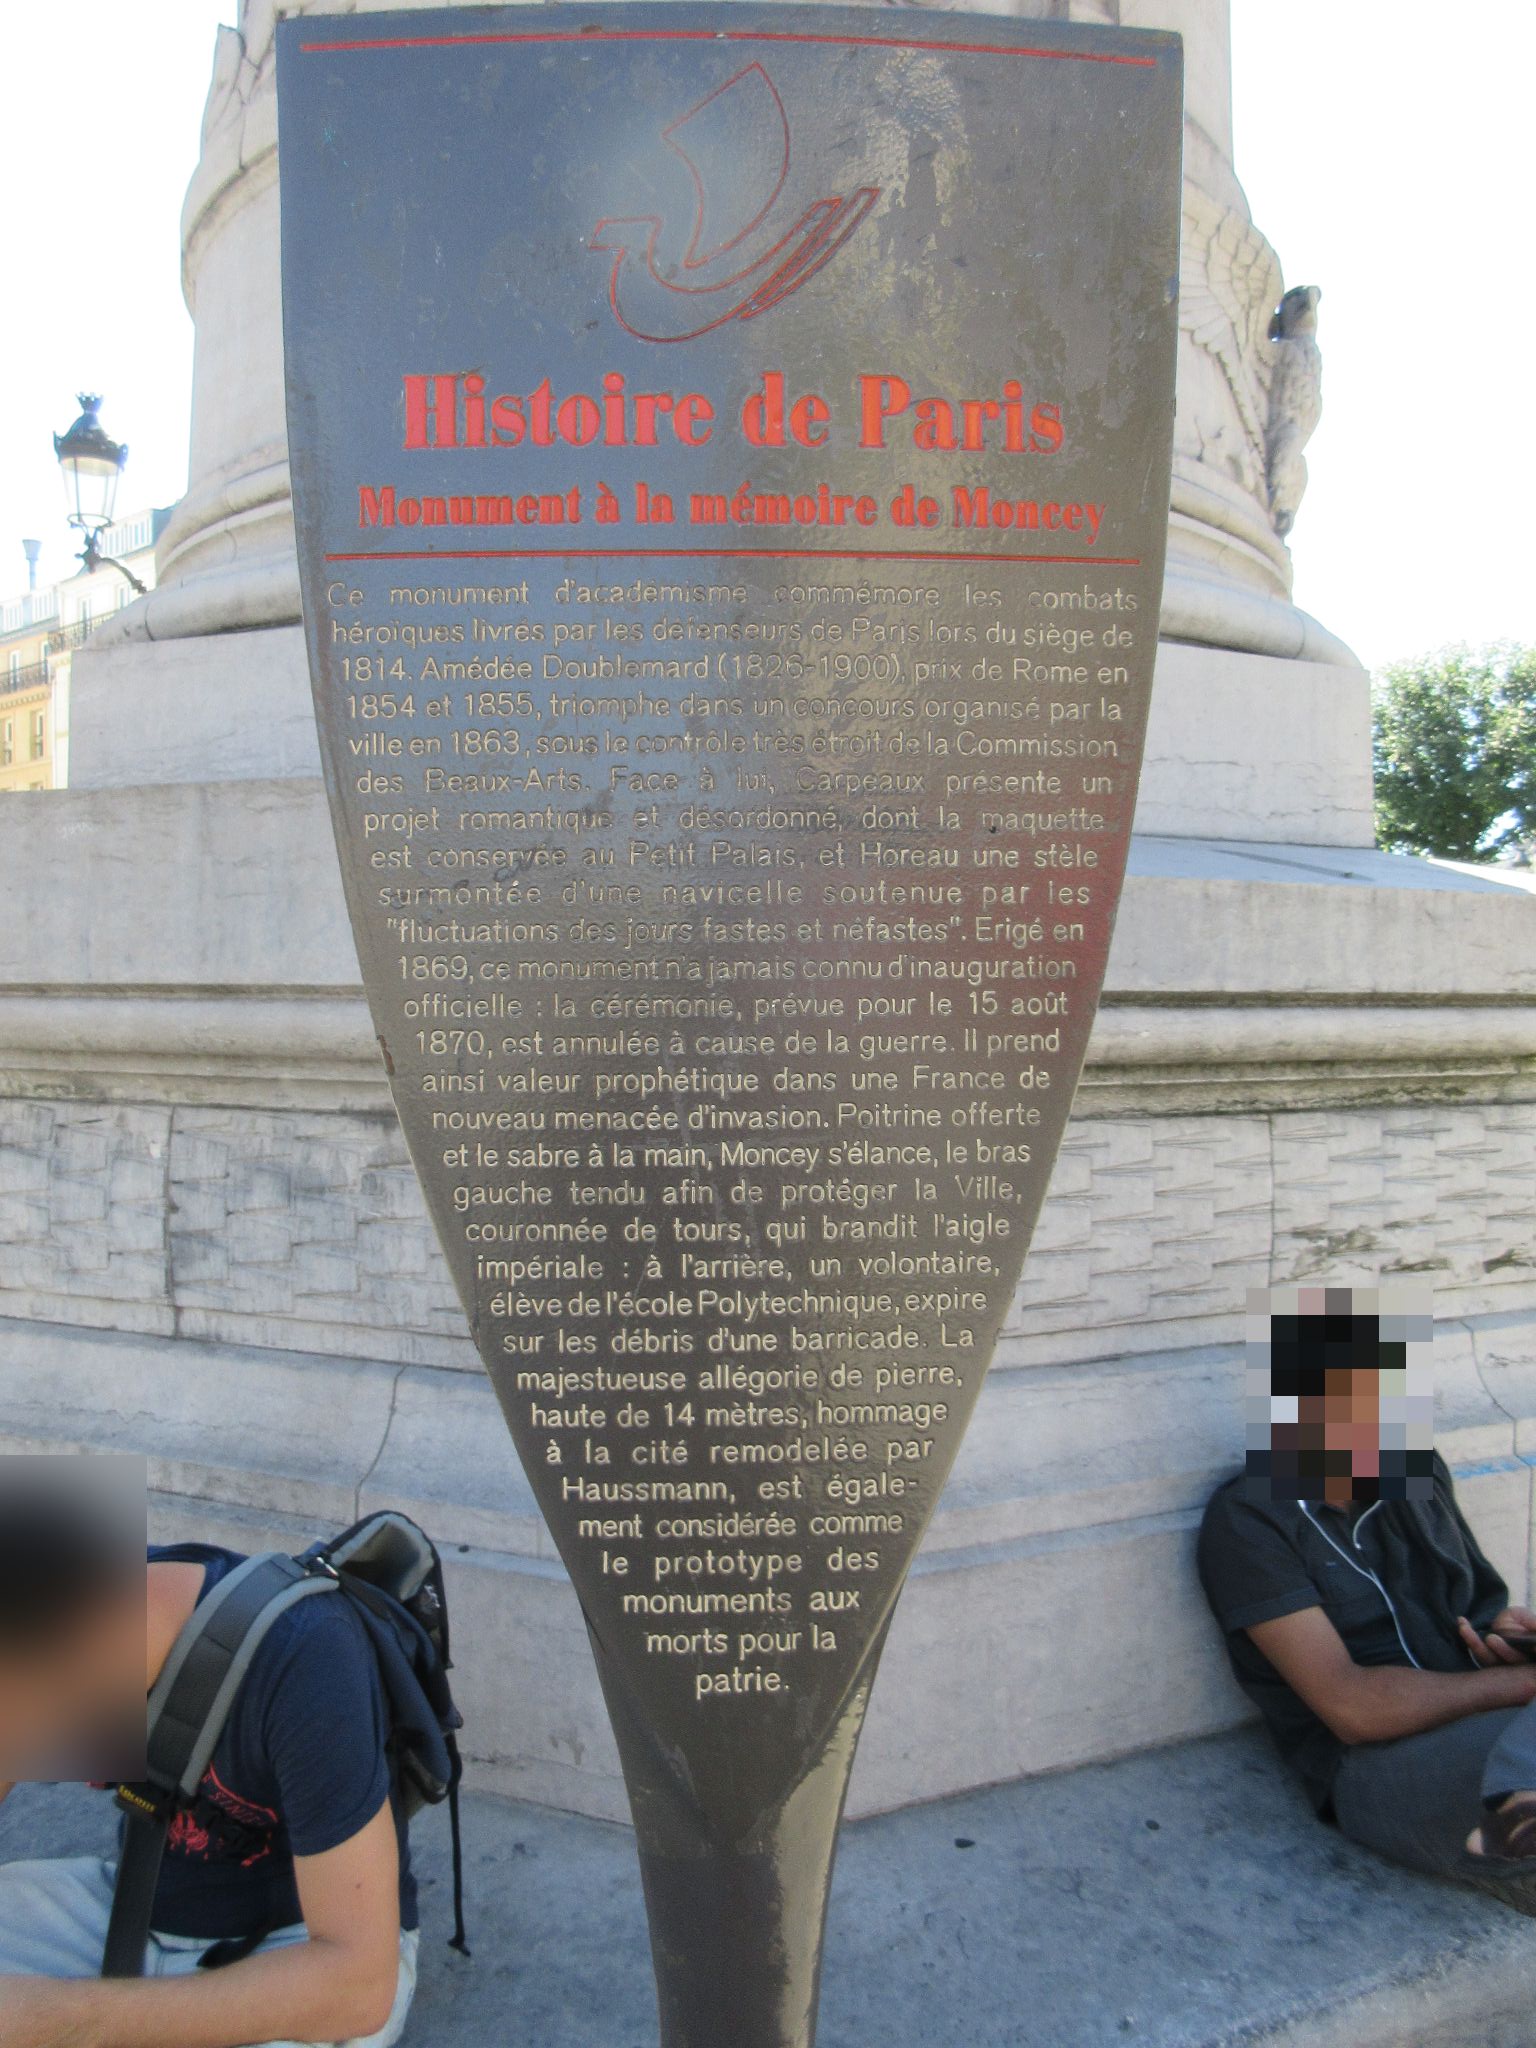 Histoire de Paris
Monument à la mémoire de Moncey
Ce monument d'académisme commémore les combats
héroïques livrés par les défenseurs de Paris lors du siège de
1814. Amédée Doublemard (1826-1900), prix de Rome en
1854 et 1855, triomphe dans un concours organisé par la
ville en 1863, sous le contrôle très étroit de la Commission
des Beaux-Arts. Face à lui, Carpeaux présente un
projet romantique et désordonné, dont la maquette
est conservée au Petit Palais, et Horeau une stèle
surmontée d'une navicelle soutenue par les
"fluctuations des jours fastes et néfastes". Erigé en
1869, ce monument n'a jamais connu d'inauguration
officielle : la cérémonie, prévue pour le 15 août
1870, est annulée à cause de la guerre. Il prend
ainsi valeur prophétique dans une France de
nouveau menacée d'invasion. Poitrine offerte
et le sabre à la main, Moncey s'élance, le bras
gauche tendu afin de protéger la Ville,
couronnée de tours, qui brandit l'aigle
impériale : à l'arrière, un volontaire,
élève de l'école Polytechnique, expire
sur les débris d'une barricade. La
majestueuse allégorie de pierre,
haute de 14 mètres, hommage
à la cité remodelée par
Haussmann, est égale-
ment considérée comme
le prototype des
monuments aux
morts pour la
patrie.